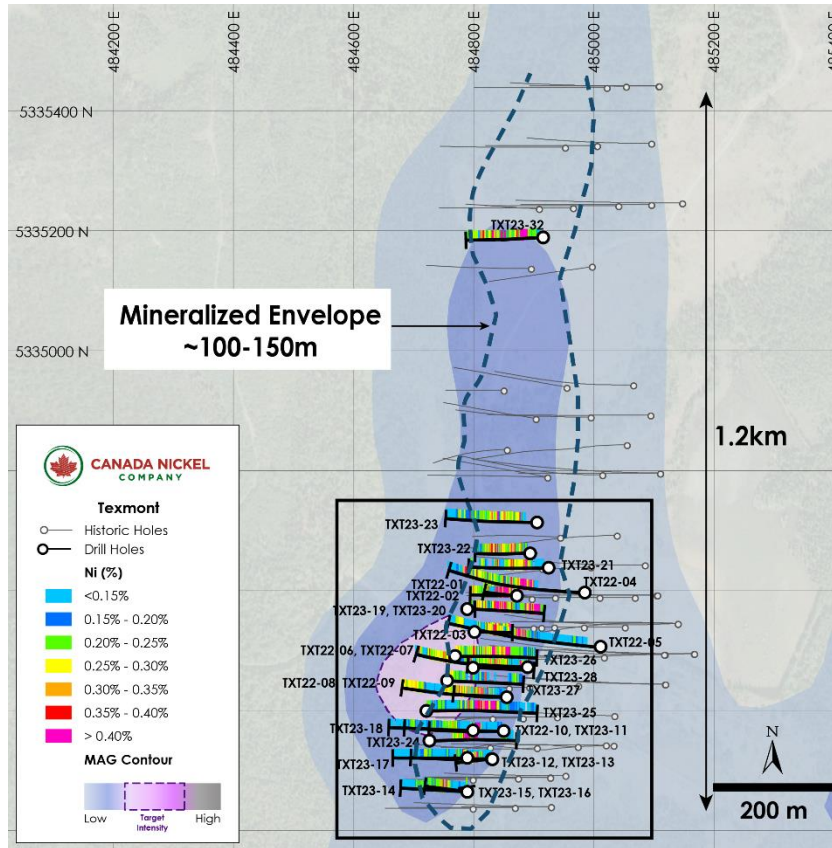 484200 E
484400 E
484600 E
484800 E
485000 E
485200 E
5335400 N
TXT23-32
5335200 N
Mineralized Envelope
~100-150m
5335000 N
1.2km
CANADA NICKEL
COMPANY
Texmont
Historic Holes
Drill Holes
Ni (%)
<0.15%
0.15% - 0.20%
0.20% - 0.25%
0.25% - 0.30%
0.30% - 0.35%
0.35% - 0.40%
> 0.40%
MAG Contour
Low
Target
Intensity
High
TXT23-23
TXT23-22
TXT23-21
TXT22-01
TXT22-04
TXT22-02
TXT23-19, TXT23-20
TXT22-03
TXT22-05
TXT22-06, TXT22-07
TXT23-26
TXT23-28
TXT22-08, TXT22-09
TXT23-27
TXT23-25
TXT23-18
TXT22-10, TXT23-11
TXT23-24
TXT23-17
TXT23-12, TXT23-13
TXT23-14
TXT23-15, TXT23-16
N
200 m